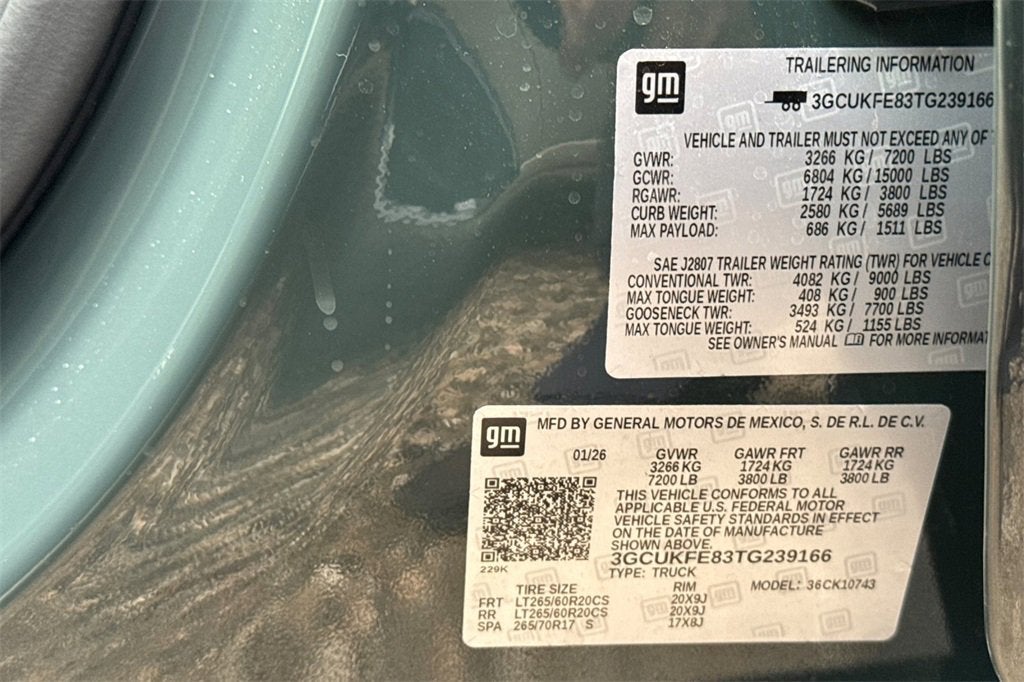 gm
TRAILERING INFORMATION
3GCUKFE83TG239166
VEHICLE AND TRAILER MUST NOT EXCEED ANY OF
GVWR: 3266 KG / 7200 LBS
GCWR: 6804 KG / 15000 LBS
RGAWR: 1724 KG / 3800 LBS
CURB WEIGHT: 2580 KG / 5689 LBS
MAX PAYLOAD: 686 KG / 1511 LBS
SAE J2807 TRAILER WEIGHT RATING (TWR) FOR VEHICLE
CONVENTIONAL TWR: 4082 KG / 9000 LBS
MAX TONGUE WEIGHT: 408 KG / 900 LBS
GOOSENECK TWR: 3493 KG / 7700 LBS
MAX TONGUE WEIGHT: 524 KG / 1155 LBS
SEE OWNER'S MANUAL FOR MORE INFORMAT
gm
MFD BY GENERAL MOTORS DE MEXICO, S. DE R.L. DE C.V.
01/26 GVWR GAWR FRT GAWR RR
3266 KG 1724 KG 1724 KG
7200 LB 3800 LB 3800 LB
THIS VEHICLE CONFORMS TO ALL
APPLICABLE U.S. FEDERAL MOTOR
VEHICLE SAFETY STANDARDS IN EFFECT
ON THE DATE OF MANUFACTURE
SHOWN ABOVE.
3GCUKFE83TG239166
229K
TYPE: TRUCK
MODEL: 36CK10743
TIRE SIZE RIM
FRT LT265/60R20CS 20X9J
RR LT265/60R20CS 20X9J
SPA 265/70R17 S 17X8J